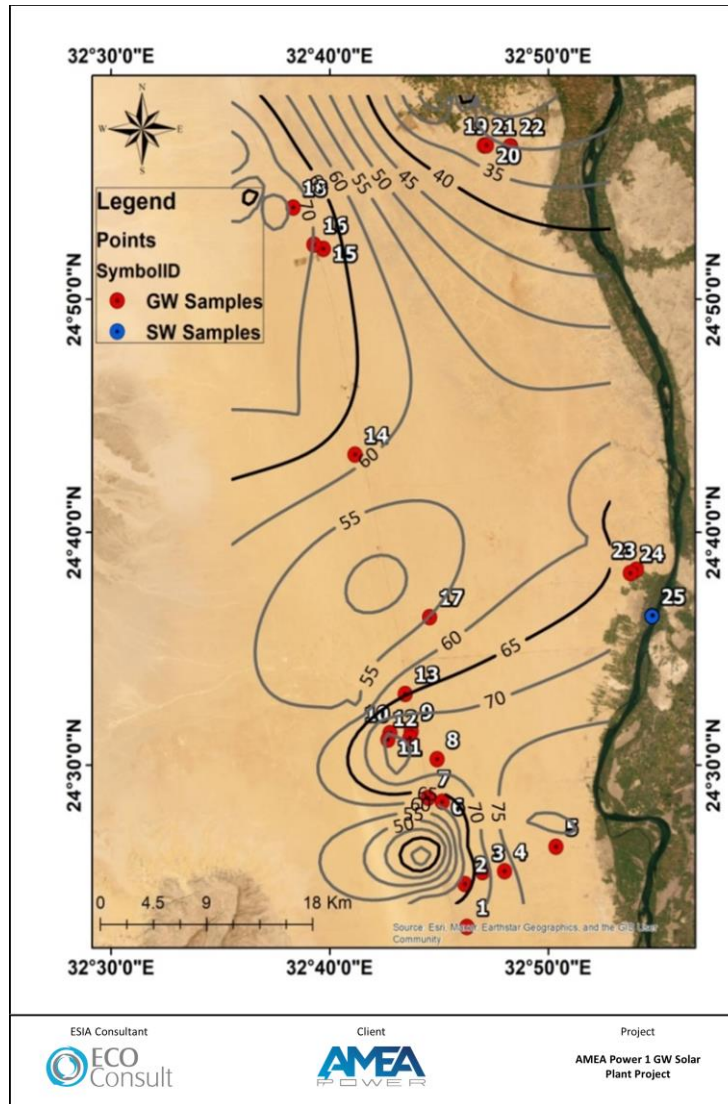 32°30'0"E
32°40'0"E
32°50'0"E
N
W
E
S
24°50'0"N
24°40'0"N
24°30'0"N
24°50'0"N
24°40'0"N
24°30'0"N
Legend
Points
SymbolID
GW Samples
SW Samples
19 21 22
20
35
40
45
50
55
60
70
18
16
15
14
60
55
17
23 24
25
60
65
55
13
70
9
12
11
8
7
6
65
60
55
50
70
75
5
2 3 4
1
0 4.5 9 18 Km
Source: Esri, Maxar, Earthstar Geographics, and the GIS User
Community
32°30'0"E
32°40'0"E
32°50'0"E
ESIA Consultant
ECO
Consult
Client
AMEA
POWER
Project
AMEA Power 1 GW Solar
Plant Project